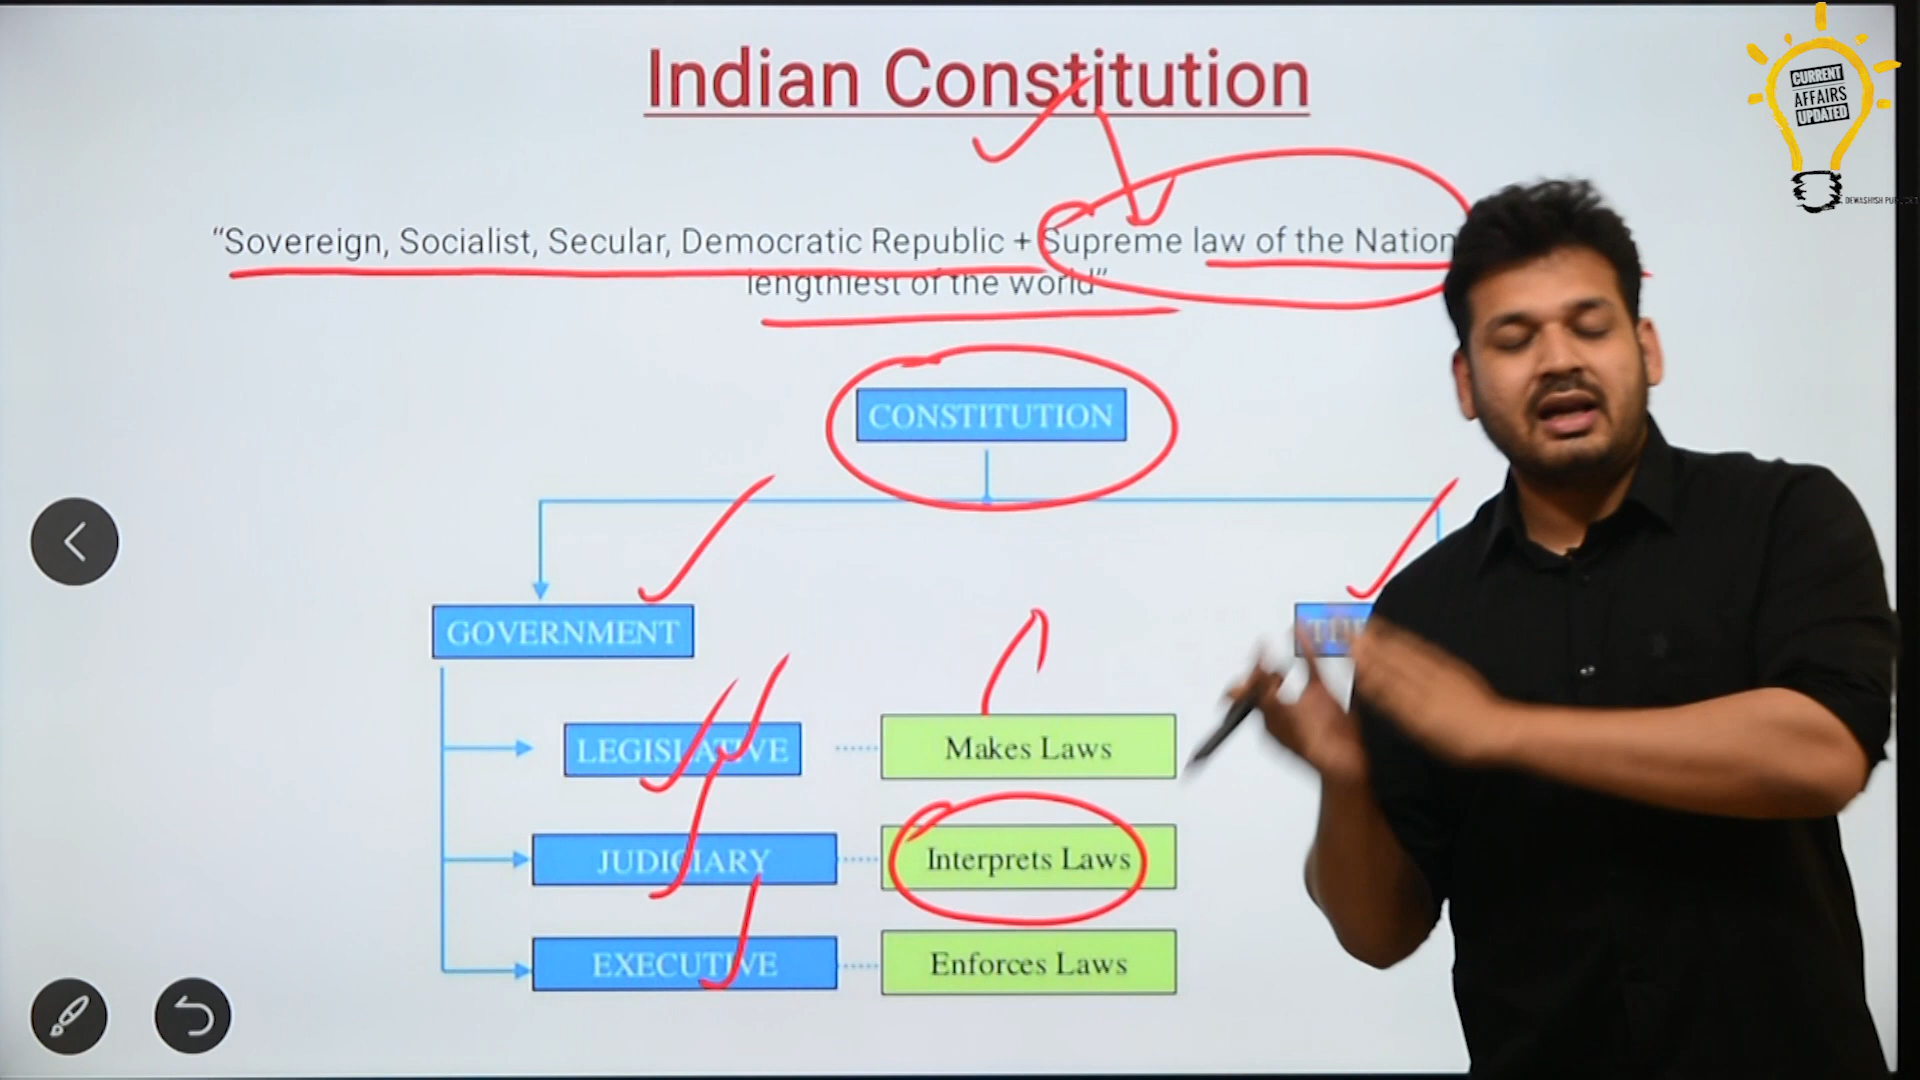 Indian Constitution
“Sovereign, Socialist, Secular, Democratic Republic + Supreme law of the Nation
lengthiest of the world”
CONSTITUTION
GOVERNMENT
LEGISLATIVE
Makes Laws
JUDICIARY
Interprets Laws
EXECUTIVE
Enforces Laws
CURRENT
AFFAIRS
UPDATED